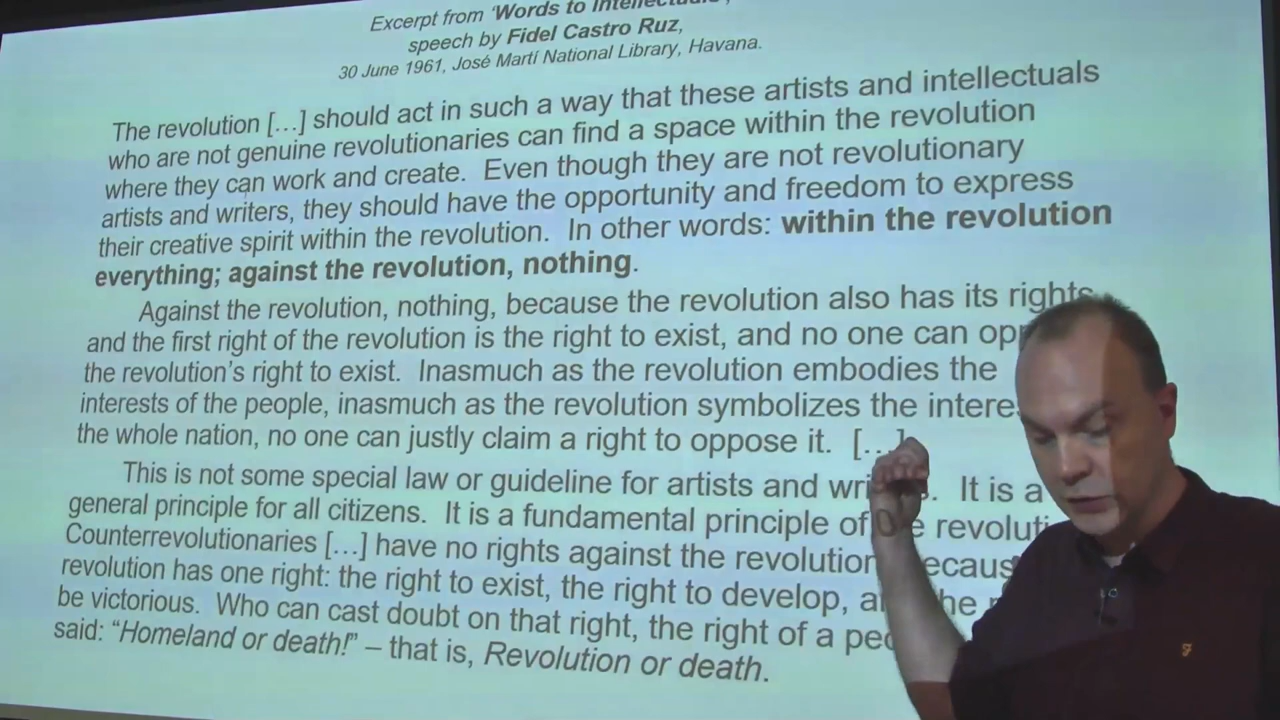 Excerpt from ‘Words to Intellectuals’,
speech by Fidel Castro Ruz,
30 June 1961, José Martí National Library, Havana.
The revolution […] should act in such a way that these artists and intellectuals
who are not genuine revolutionaries can find a space within the revolution
where they can work and create. Even though they are not revolutionary
artists and writers, they should have the opportunity and freedom to express
their creative spirit within the revolution. In other words: within the revolution
everything; against the revolution, nothing.
Against the revolution, nothing, because the revolution also has its rights
and the first right of the revolution is the right to exist, and no one can
the revolution’s right to exist. Inasmuch as the revolution embodies the
interests of the people, inasmuch as the revolution symbolizes the
the whole nation, no one can justly claim a right to oppose it. […]
This is not some special law or guideline for artists and It is a
general principle for all citizens. It is a fundamental principle of
Counterrevolutionaries […] have no rights against the revolution
revolution has one right: the right to exist, the right to develop,
be victorious. Who can cast doubt on that right, the right of a
said: “Homeland or death!” – that is, Revolution or death.